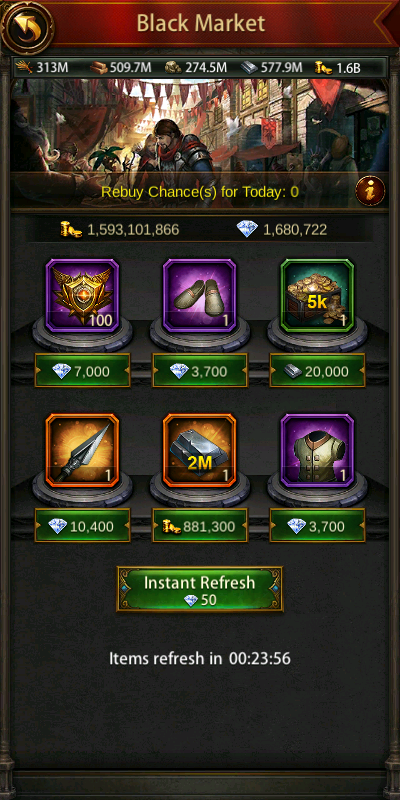 Black Market
313M 509.7M 274.5M 577.9M 1.6B
Rebuy Chance(s) for Today: 0
1,593,101,866 1,680,722
5k
100 1 1
7,000 3,700 20,000
2M
1 1 1
10,400 881,300 3,700
Instant Refresh
50
Items refresh in 00:23:56